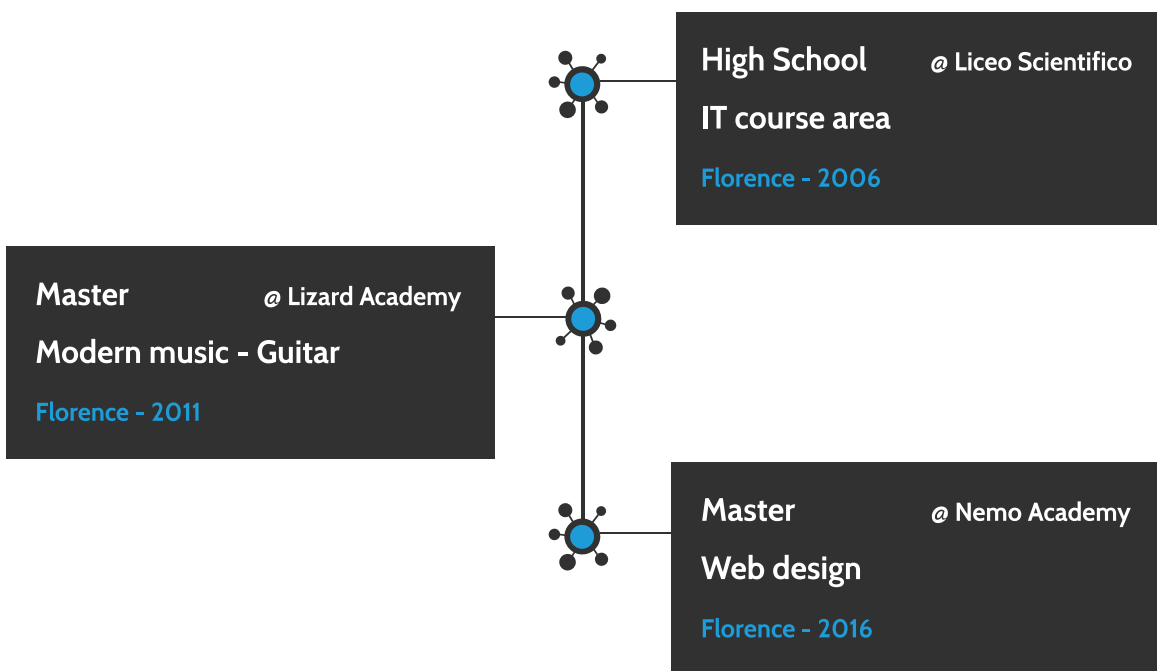 High School @ Liceo Scientifico
IT course area
Florence - 2006
Master @ Lizard Academy
Modern music - Guitar
Florence - 2011
Master @ Nemo Academy
Web design
Florence - 2016